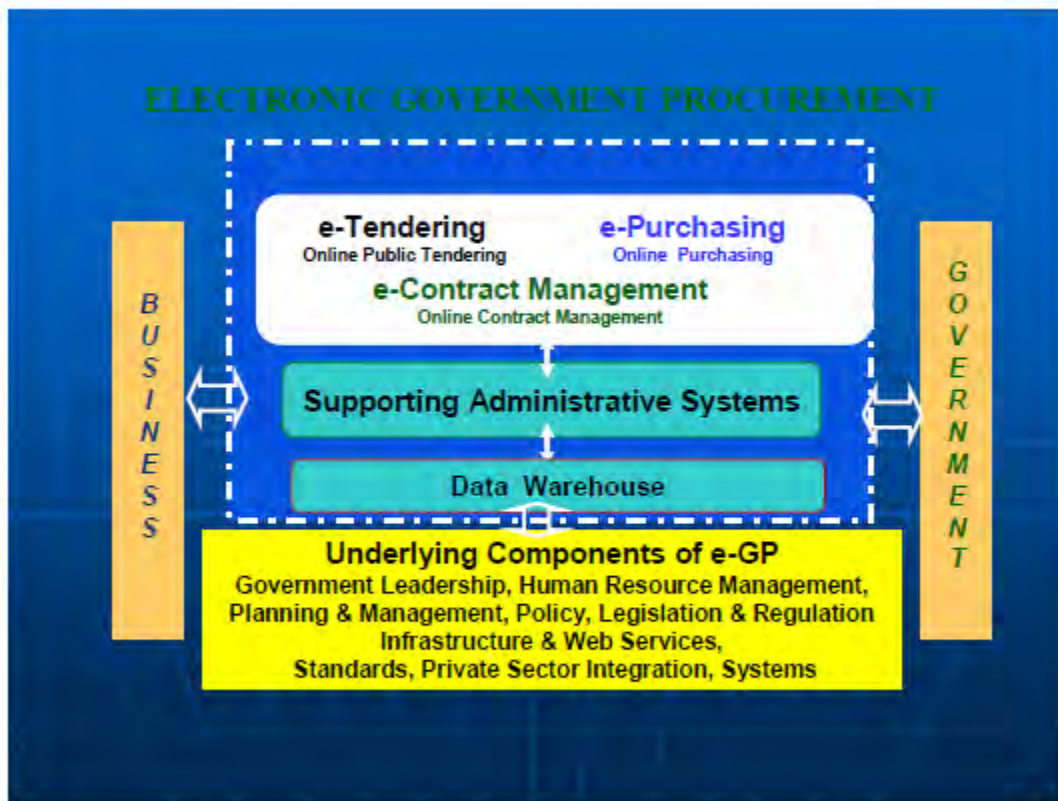 ELECTRONIC GOVERNMENT PROCUREMENT
e-Tendering
Online Public Tendering
e-Purchasing
Online Purchasing
e-Contract Management
Online Contract Management
BUSINESS
GOVERNMENT
Supporting Administrative Systems
Data Warehouse
Underlying Components of e-GP
Government Leadership, Human Resource Management,
Planning & Management, Policy, Legislation & Regulation
Infrastructure & Web Services,
Standards, Private Sector Integration, Systems